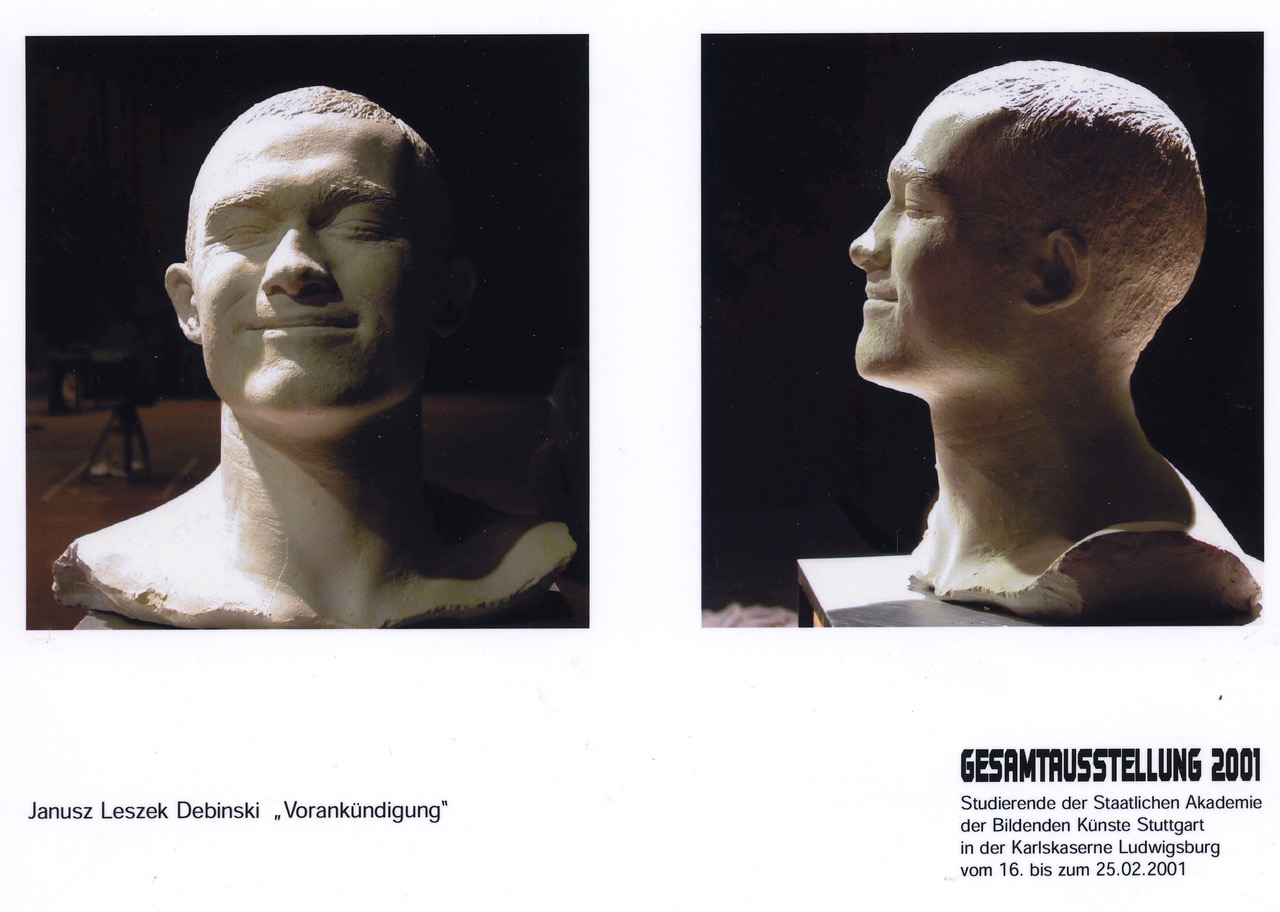 Janusz Leszek Debinski „Vorankündigung“
GESAMTAUSSTELLUNG 2001
Studierende der Staatlichen Akademie
der Bildenden Künste Stuttgart
in der Karlskaserne Ludwigsburg
vom 16. bis zum 25.02.2001